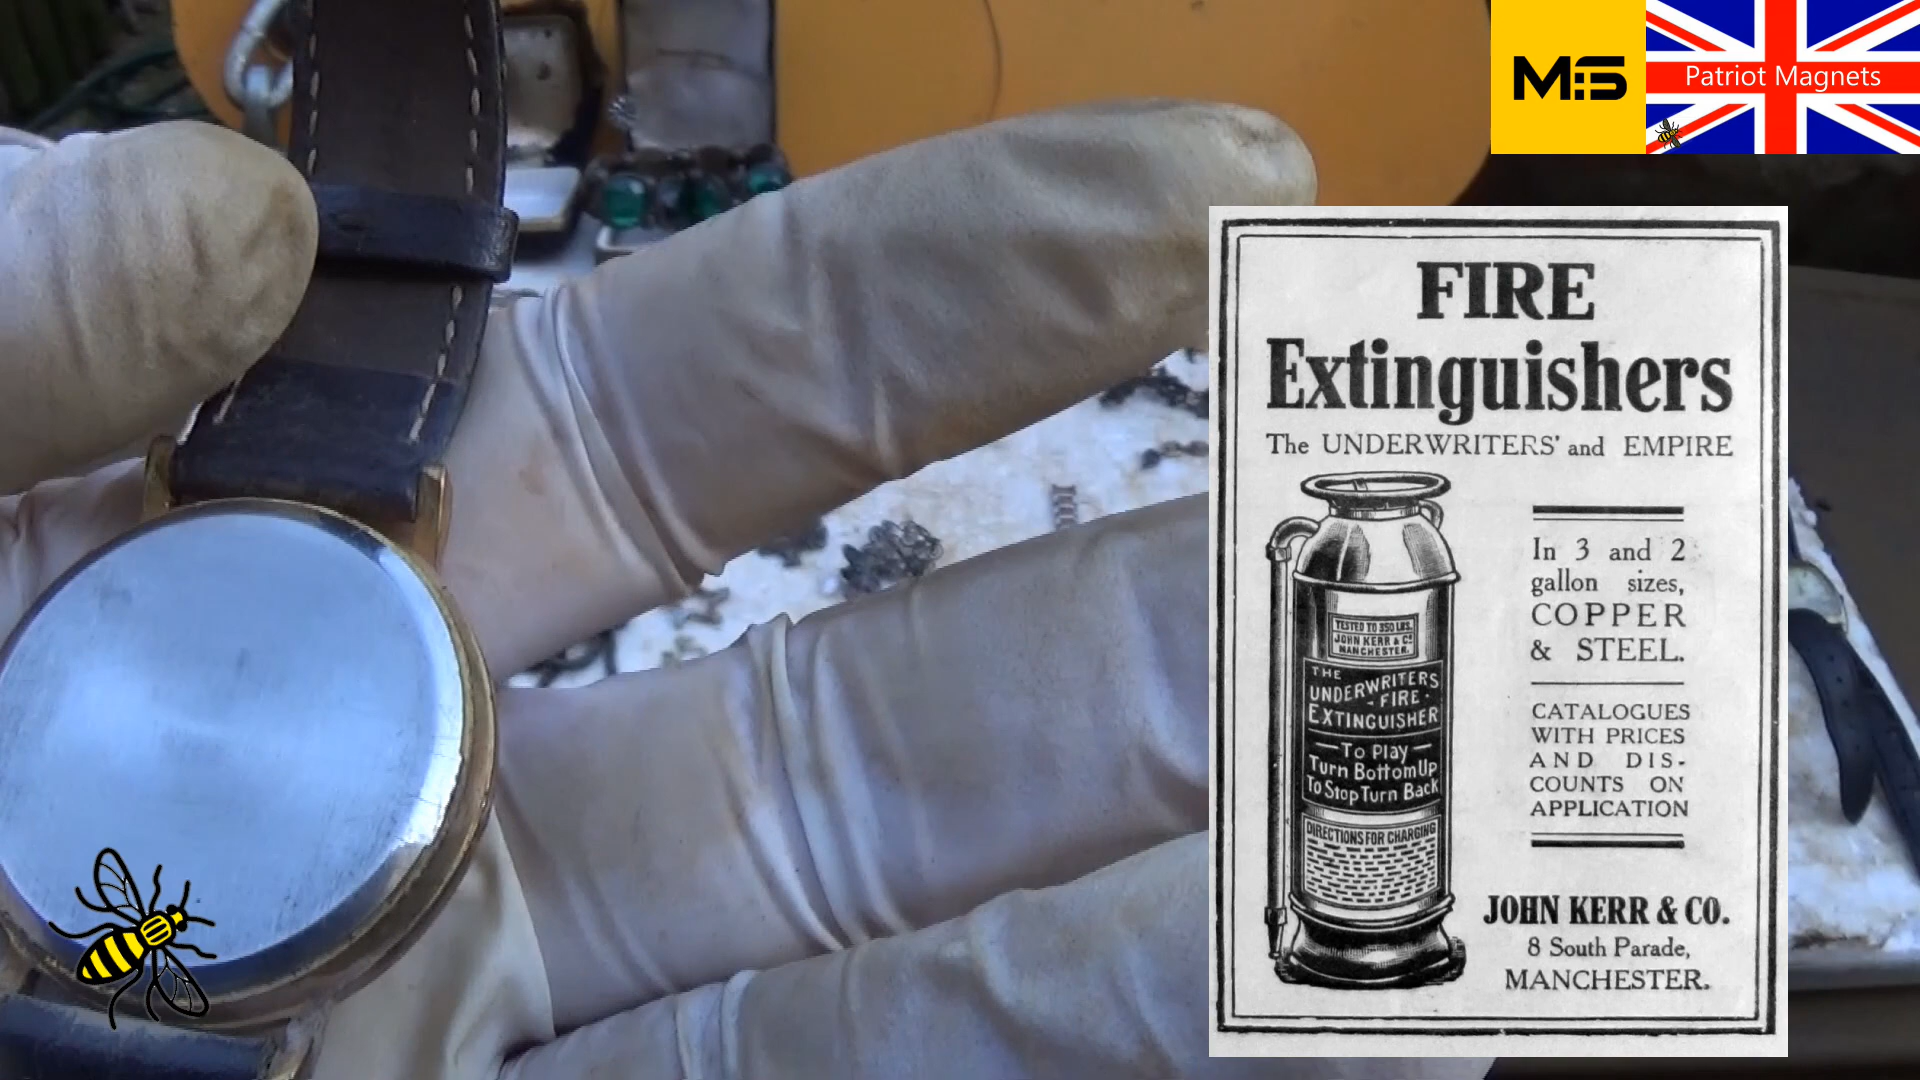 M:5
Patriot Magnets
FIRE
Extinguishers
The UNDERWRITERS' and EMPIRE
In 3 and 2
gallon sizes,
COPPER
& STEEL.
CATALOGUES
WITH PRICES
AND DIS-
COUNTS ON
APPLICATION
TESTED TO 350 LBS.
JOHN KERR & Co
MANCHESTER.
THE
UNDERWRITERS
- FIRE -
EXTINGUISHER
— To Play —
Turn Bottom Up
To Stop Turn Back
DIRECTIONS FOR CHARGING
JOHN KERR & CO.
8 South Parade,
MANCHESTER.